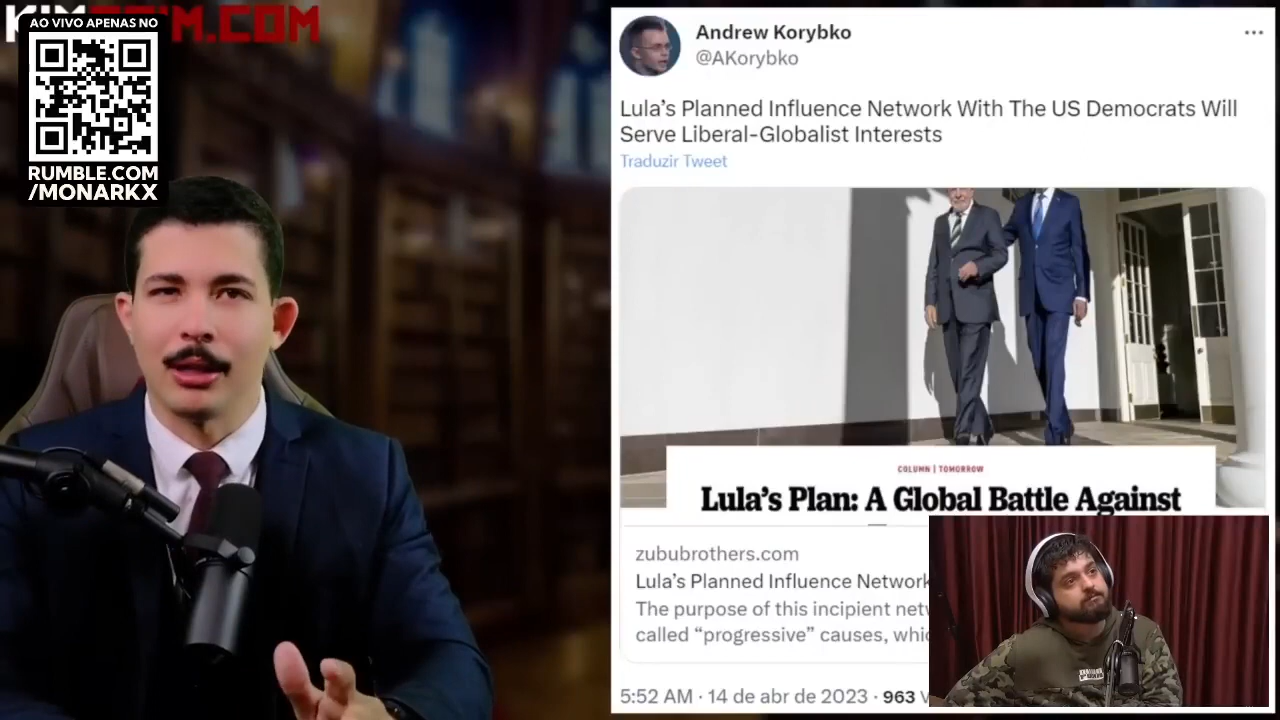 AO VIVO APENAS NO
RUMBLE.COM
/MONARKX
Andrew Korybko
@AKorybko
Lula’s Planned Influence Network With The US Democrats Will
Serve Liberal-Globalist Interests
Traduzir Tweet
COLUMN | TOMORROW
Lula’s Plan: A Global Battle Against
zububrothers.com
Lula’s Planned Influence Network
The purpose of this incipient
called “progressive” causes,
5:52 AM · 14 de abr de 2023 · 963